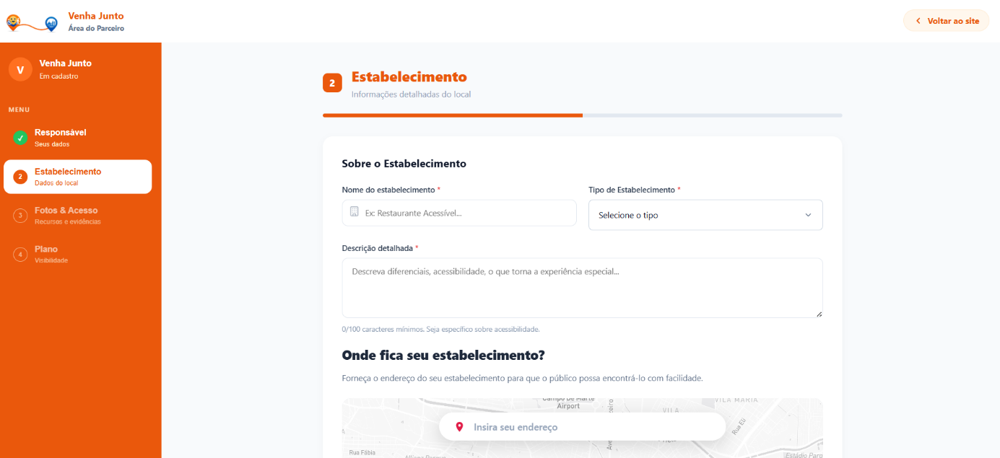 Venha Junto
Área do Parceiro
Voltar ao site
V
Venha Junto
Em cadastro
MENU
Responsável
Seus dados
2
Estabelecimento
Dados do local
3
Fotos & Acesso
Recursos e evidências
4
Plano
Visibilidade
2
Estabelecimento
Informações detalhadas do local
Sobre o Estabelecimento
Nome do estabelecimento *
Ex: Restaurante Acessível...
Tipo de Estabelecimento *
Selecione o tipo
Descrição detalhada *
Descreva diferenciais, acessibilidade, o que torna a experiência especial...
0/100 caracteres mínimos. Seja específico sobre acessibilidade.
Onde fica seu estabelecimento?
Forneça o endereço do seu estabelecimento para que o público possa encontrá-lo com facilidade.
Campo De Marte
Airport
VILA MARIA
VILA
Insira seu endereço
Rua Eli
Rua Fábia